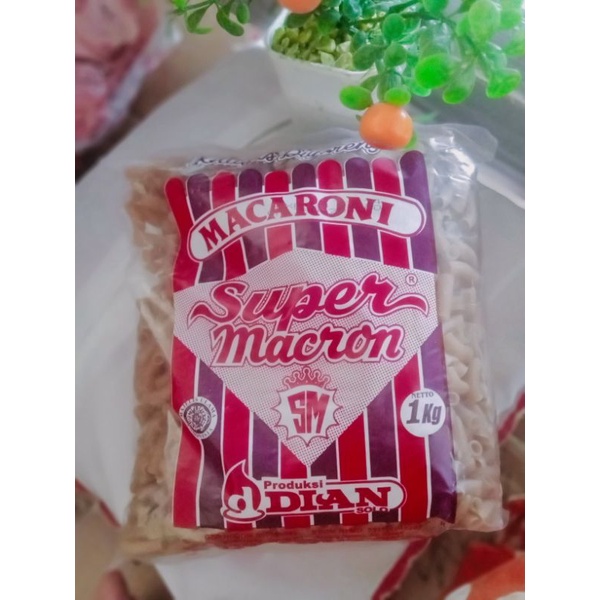 MACARONI
Super ®
Macron
SM
NETTO
1 Kg
Produksi
DIAN
SOLO